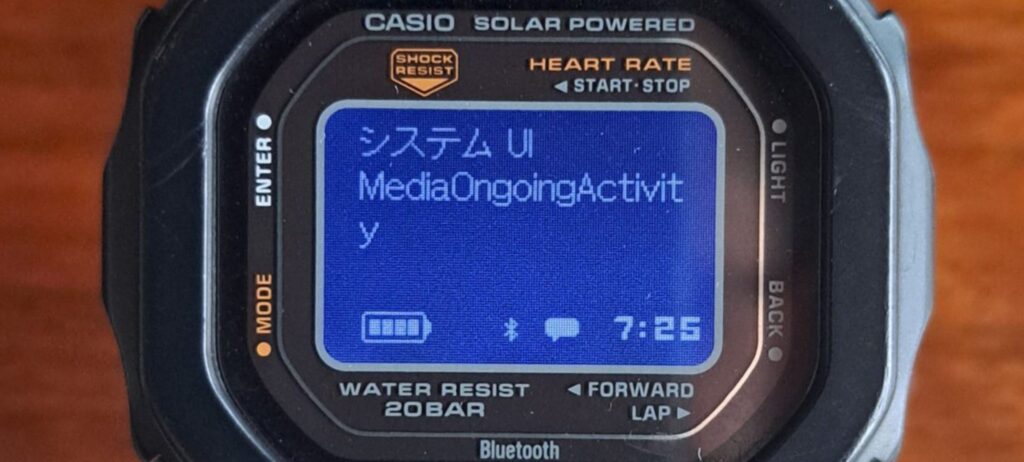 CASIO SOLAR POWERED
SHOCK RESIST
HEART RATE
◄ START·STOP
ENTER
LIGHT
システム UI
MediaOngoingActivit
y
7:25
MODE
BACK
WATER RESIST
20BAR
◄ FORWARD
LAP ►
Bluetooth